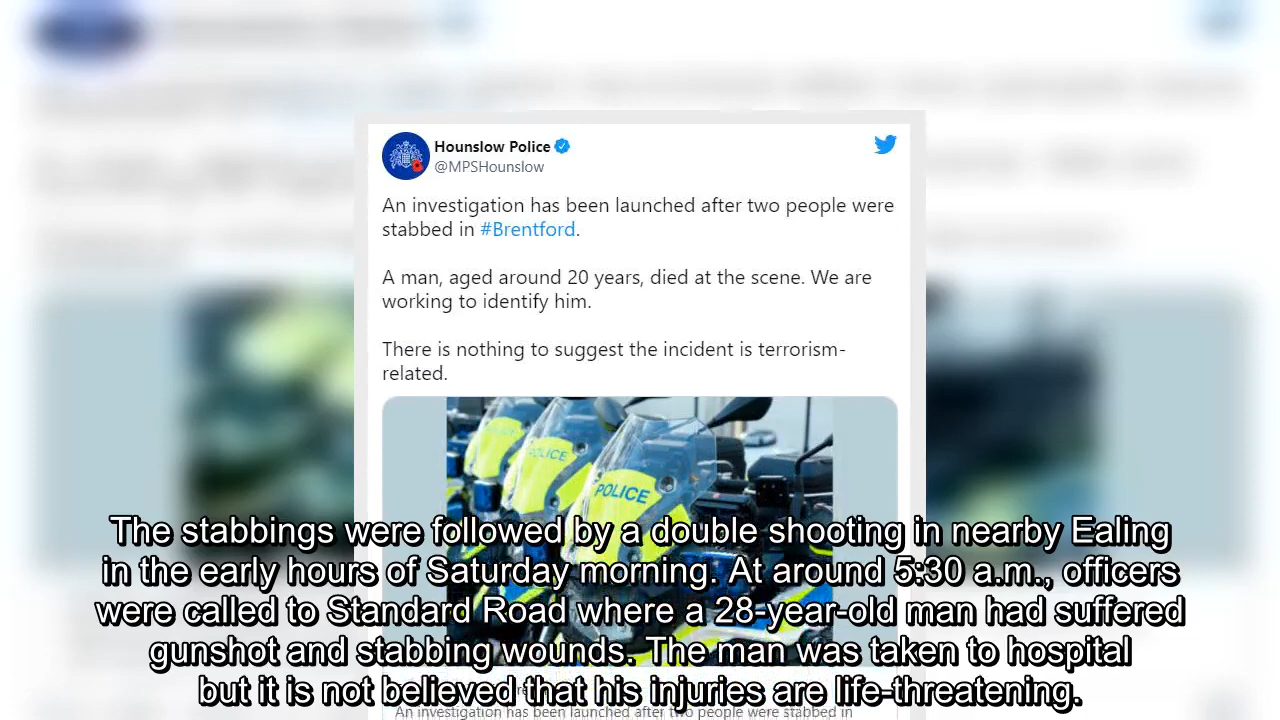 Hounslow Police
@MPSHounslow
An investigation has been launched after two people were
stabbed in #Brentford.
A man, aged around 20 years, died at the scene. We are
working to identify him.
There is nothing to suggest the incident is terrorism-
related.
POLICE
POLICE
POLICE
The stabbings were followed by a double shooting in nearby Ealing
in the early hours of Saturday morning. At around 5:30 a.m., officers
were called to Standard Road where a 28-year-old man had suffered
gunshot and stabbing wounds. The man was taken to hospital
but it is not believed that his injuries are life-threatening.
An investigation has been launched after two people were stabbed in